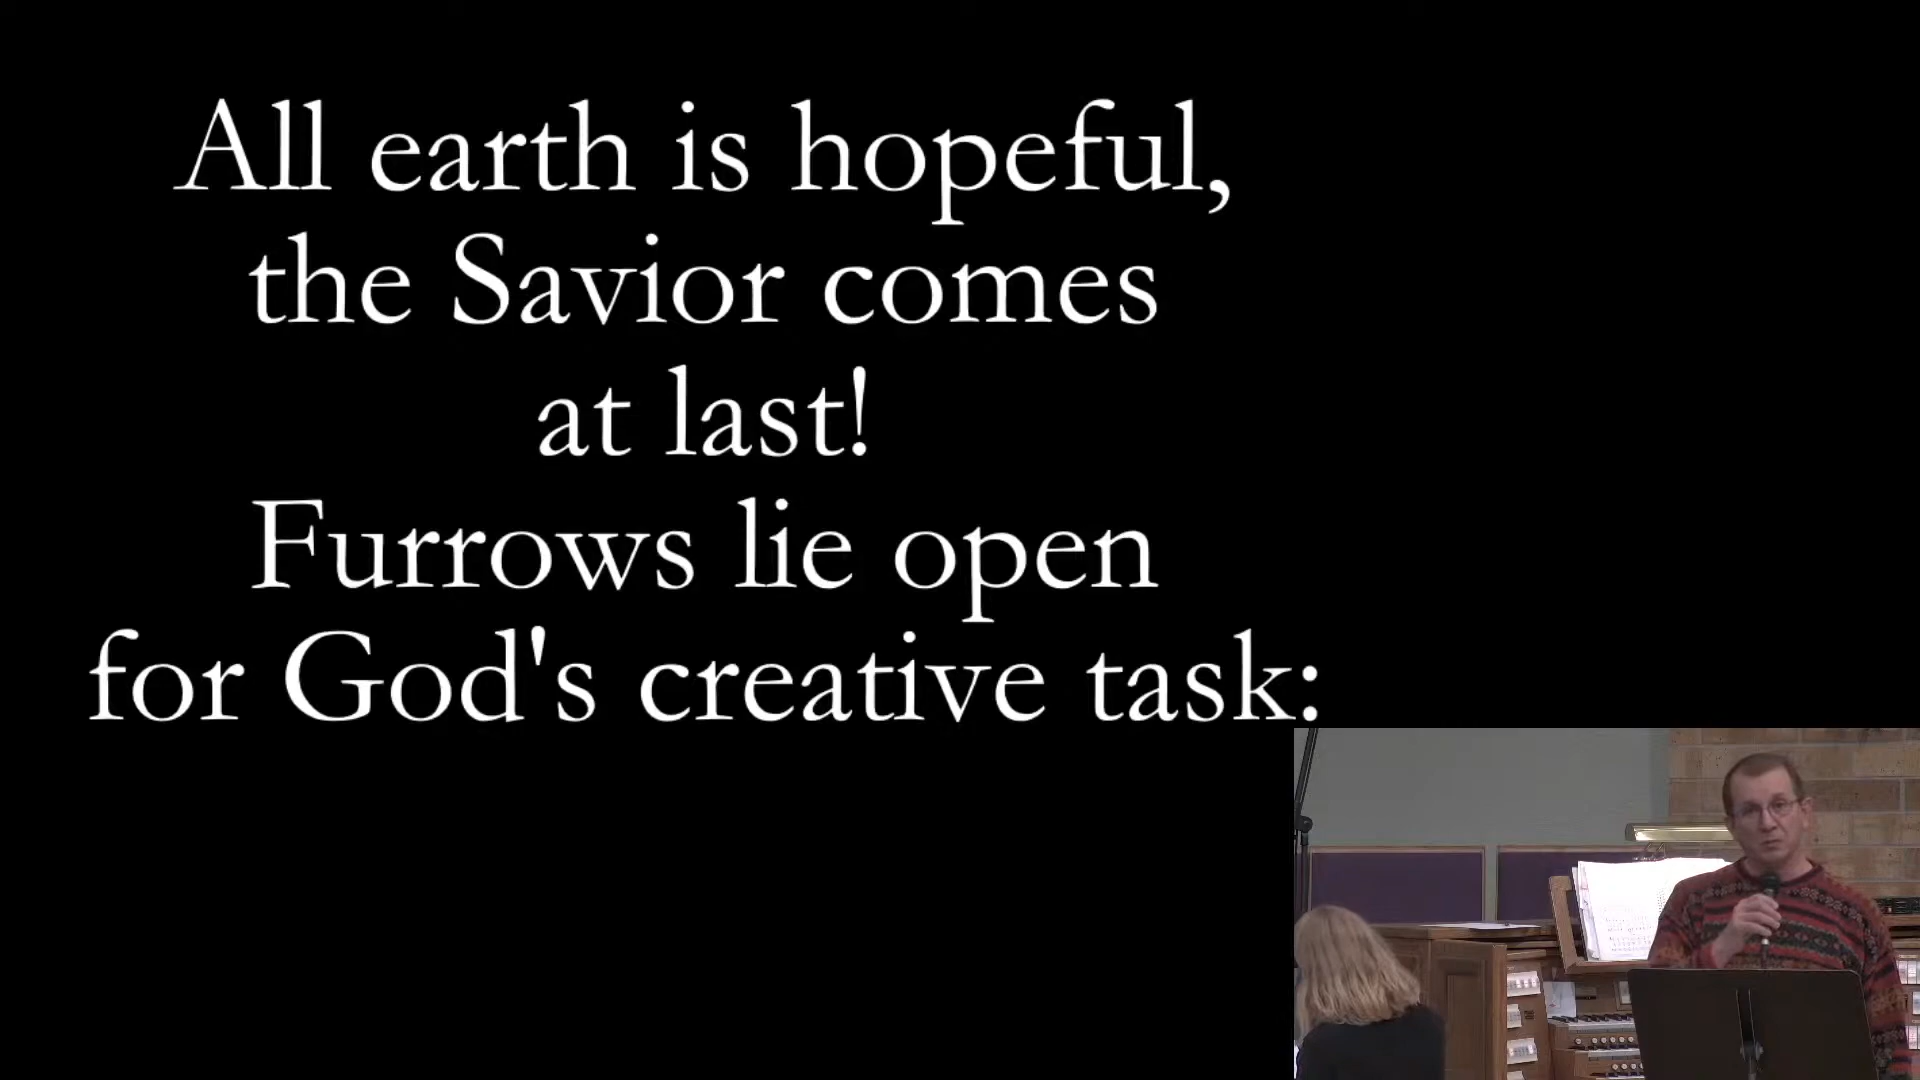 All earth is hopeful,
the Savior comes
at last!
Furrows lie open
for God's creative task: